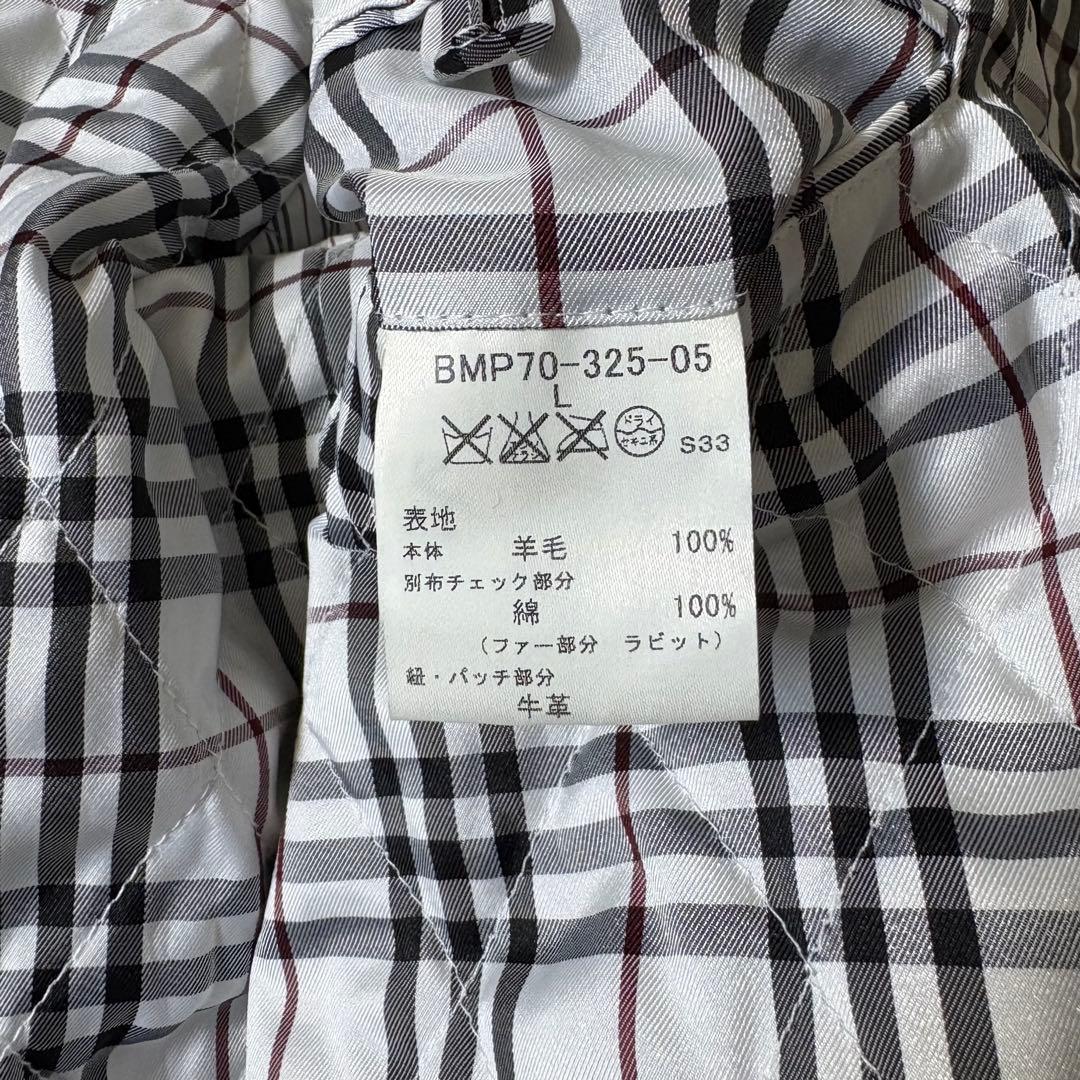 BMP70-325-05
L
ドライ
セキユ系
S33
表地
本体 羊毛 100%
別布チェック部分
綿 100%
(ファー部分 ラビット)
紐・パッチ部分
牛革